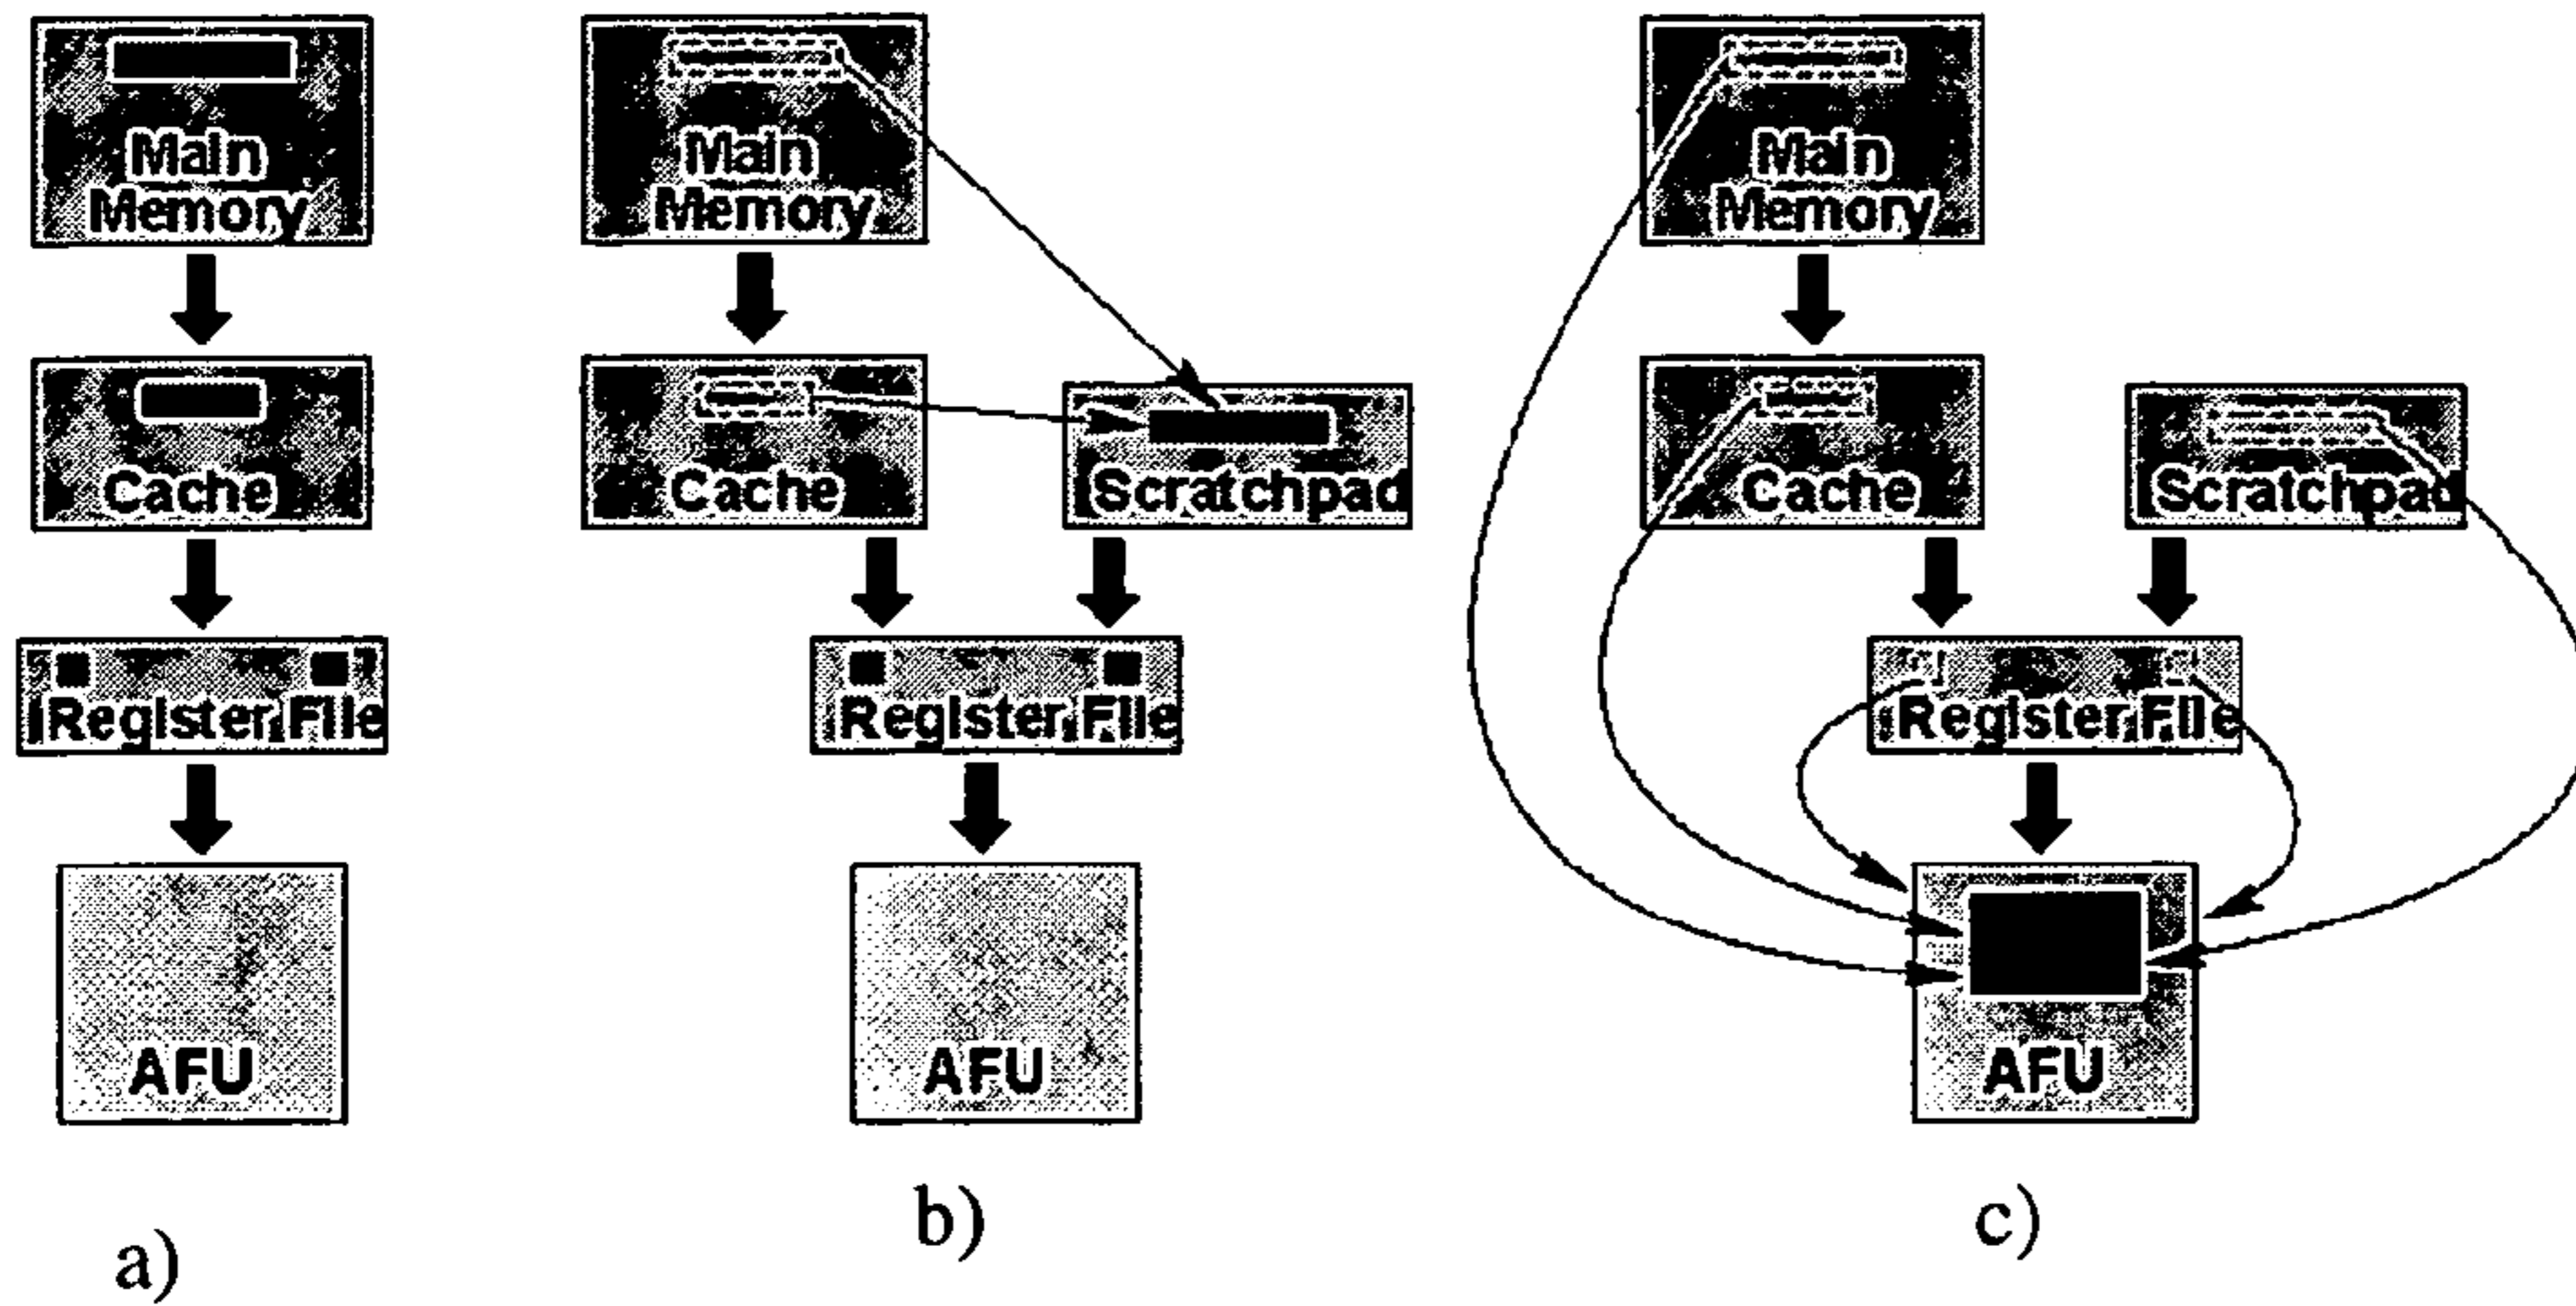 Main
Memory
Cache
Register File
AFU
a)
Main
Memory
Cache
Scratchpad
Register File
AFU
b)
Main
Memory
Cache
Scratchpad
Register File
AFU
c)